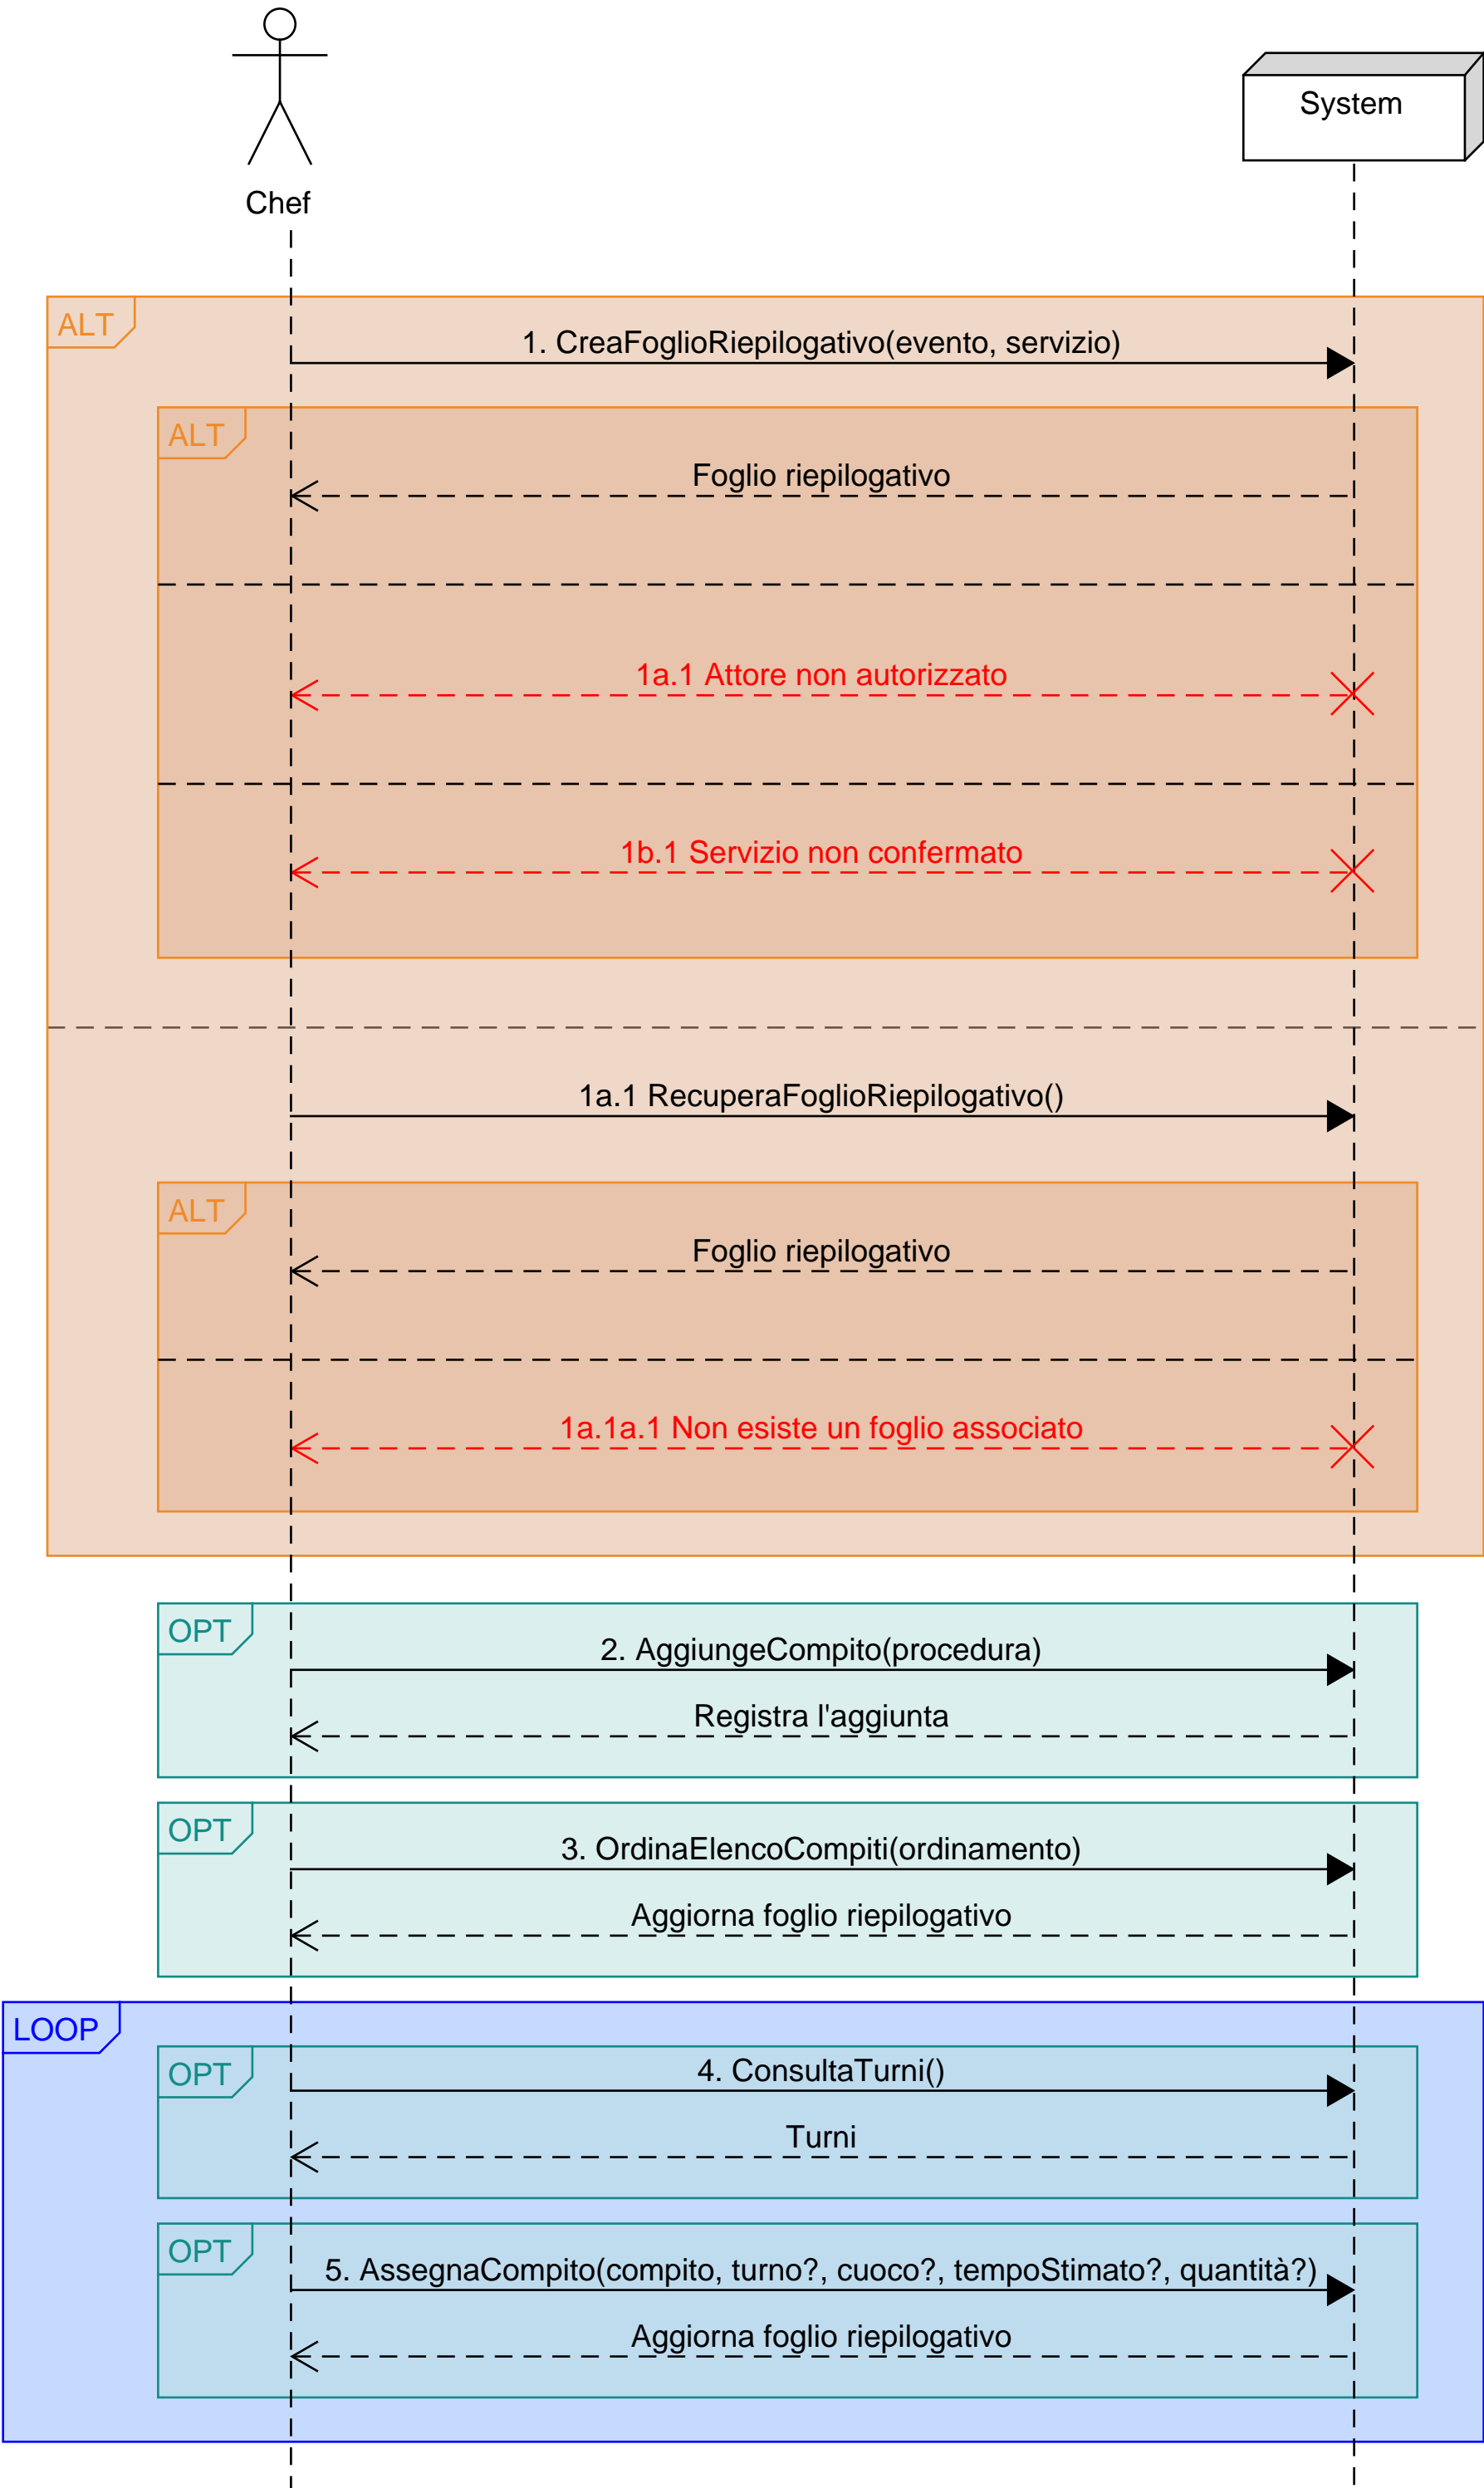 System
Chef
ALT
1. CreaFoglioRiepilogativo(evento, servizio)
ALT
Foglio riepilogativo
1a.1 Attore non autorizzato
1b.1 Servizio non confermato
1a.1 RecuperaFoglioRiepilogativo()
ALT
Foglio riepilogativo
1a.1a.1 Non esiste un foglio associato
OPT
2. AggiungeCompito(procedura)
Registra l'aggiunta
OPT
3. OrdinaElencoCompiti(ordinamento)
Aggiorna foglio riepilogativo
LOOP
OPT
4. ConsultaTurni()
Turni
OPT
5. AssegnaCompito(compito, turno?, cuoco?, tempoStimato?, quantità?)
Aggiorna foglio riepilogativo